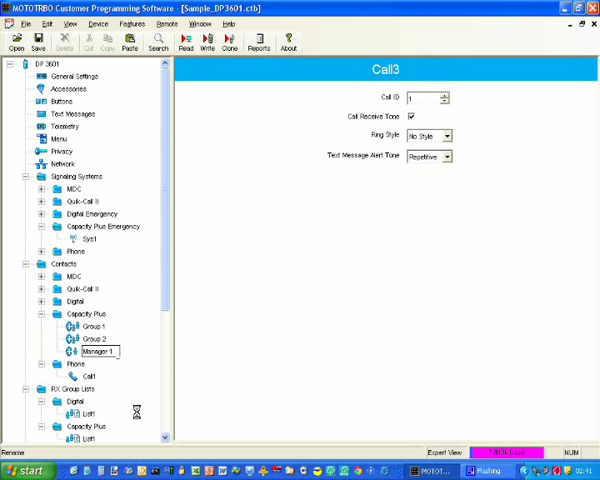 MOTOTRBO Customer Programming Software - [Sample_DP3601.ctb]
File Edit View Device Features Remote Window Help
Open Save Delete Cut Copy Paste Search Read Write Clone Reports About
DP 3601
General Settings
Accessories
Buttons
Text Messages
Telemetry
Menu
Privacy
Network
Signaling Systems
MDC
Quik-Call II
Digital Emergency
Capacity Plus Emergency
Sys1
Phone
Contacts
MDC
Quik-Call II
Digital
Capacity Plus
Group 1
Group 2
Manager 1
Phone
Call1
RX Group Lists
Digital
List1
Capacity Plus
List1
Call3
Call ID 1
Call Receive Tone
Ring Style No Style
Text Message Alert Tone Repetitive
Rename Expert View NUM
start MOTOT... Flashing 02:41